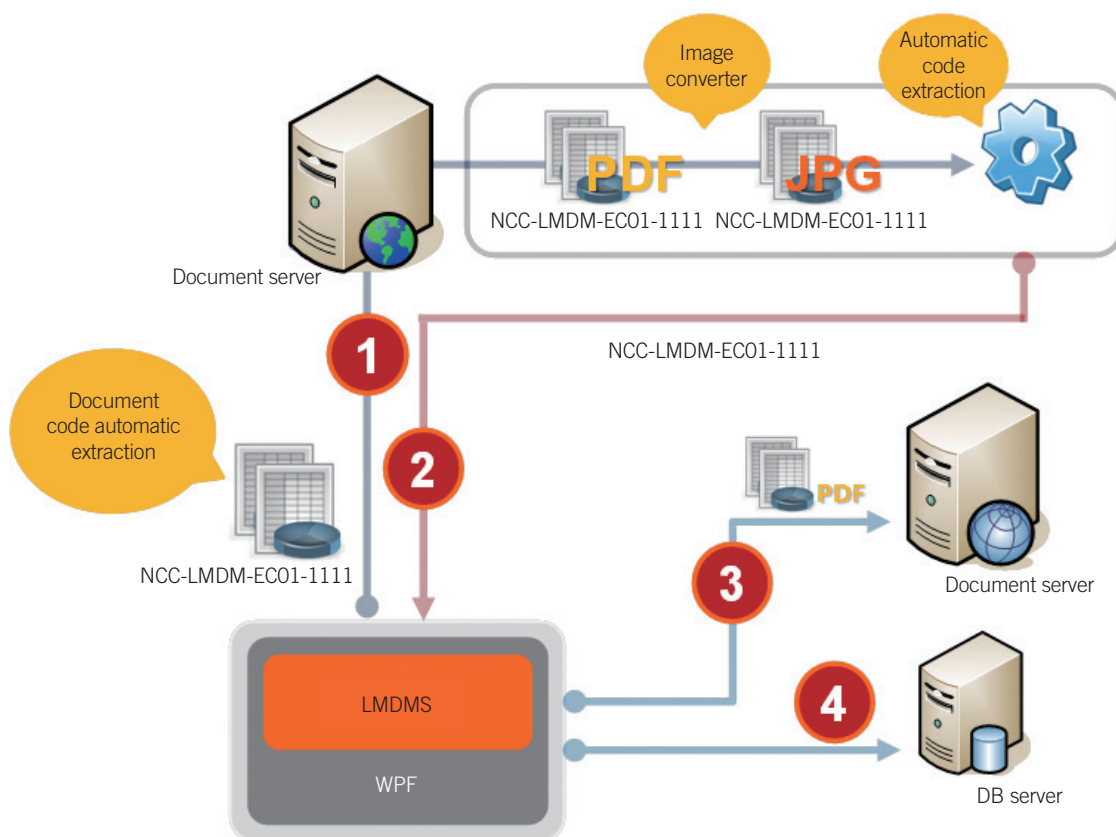 Image
converter
Automatic
code
extraction
PDF
JPG
NCC-LMDM-EC01-1111
NCC-LMDM-EC01-1111
Document server
1
NCC-LMDM-EC01-1111
Document
code automatic
extraction
2
NCC-LMDM-EC01-1111
PDF
3
Document server
LMDMS
WPF
4
DB server